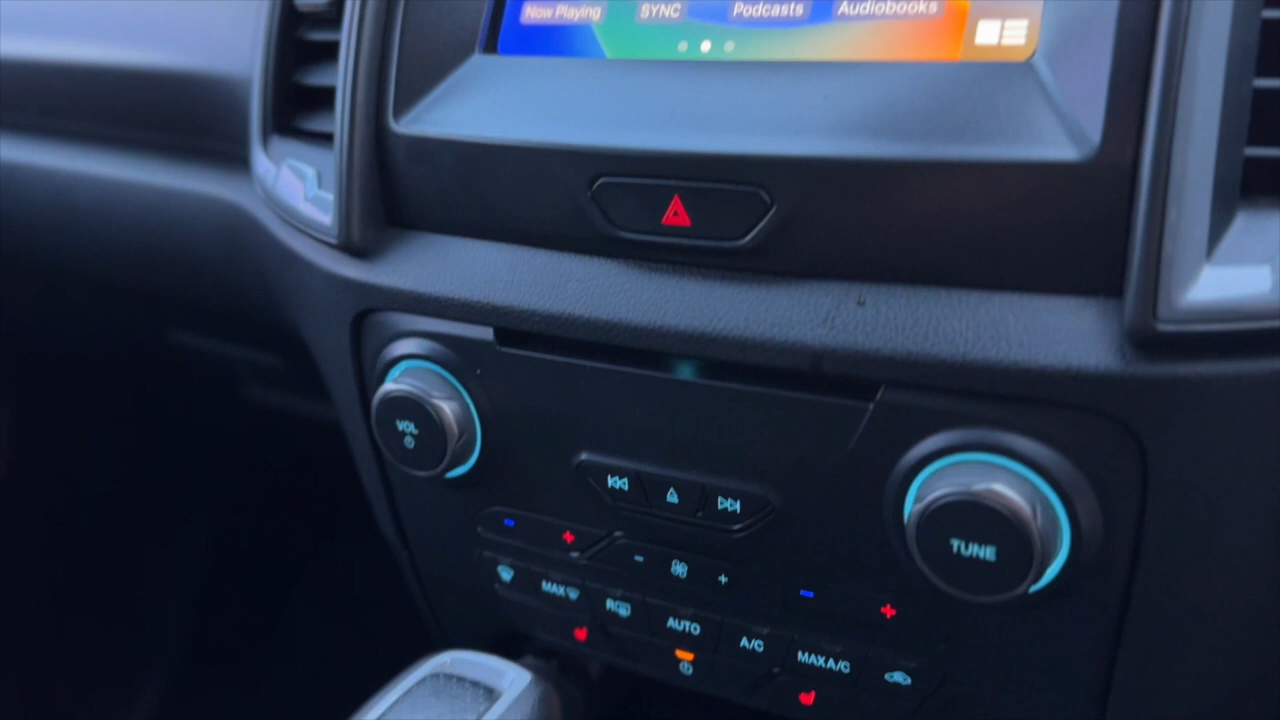 Now Playing
SYNC
Podcasts
Audiobooks
VOL
TUNE
MAX
R
AUTO
A/C
MAX A/C